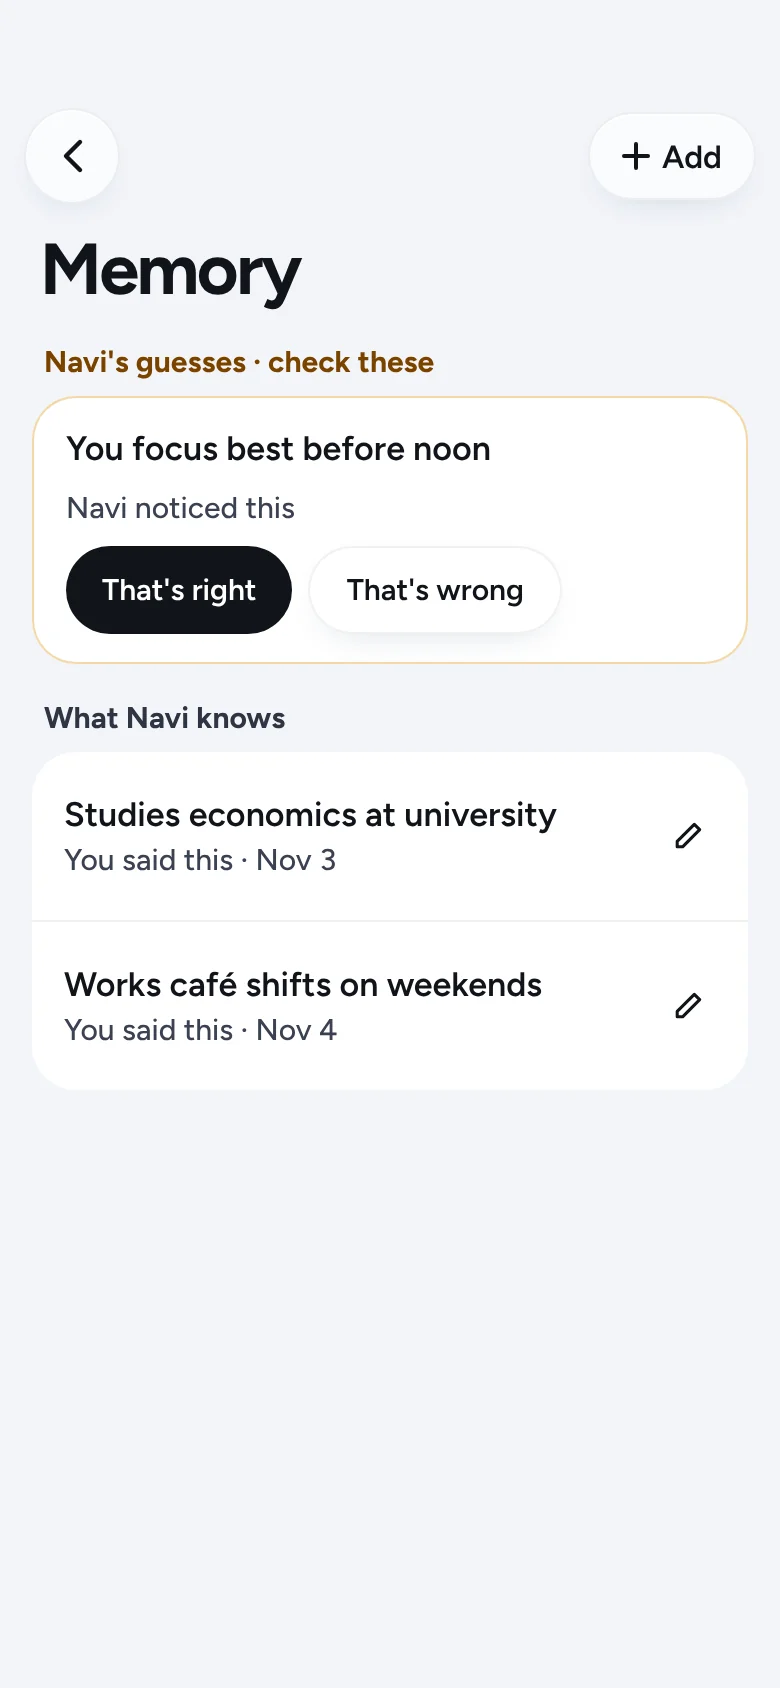 Add
Memory
Navi's guesses · check these
You focus best before noon
Navi noticed this
That's right
That's wrong
What Navi knows
Studies economics at university
You said this · Nov 3
Works café shifts on weekends
You said this · Nov 4